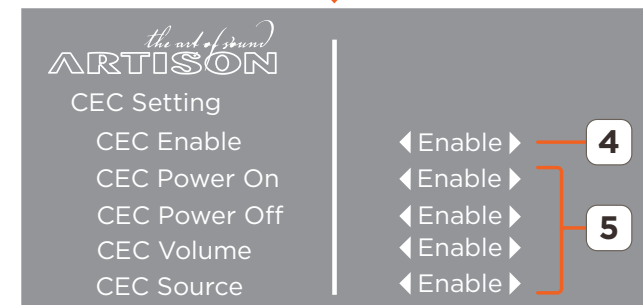 the art of sound
ARTISON
CEC Setting
CEC Enable ◀ Enable ▶ 4
CEC Power On ◀ Enable ▶
CEC Power Off ◀ Enable ▶ 5
CEC Volume ◀ Enable ▶
CEC Source ◀ Enable ▶